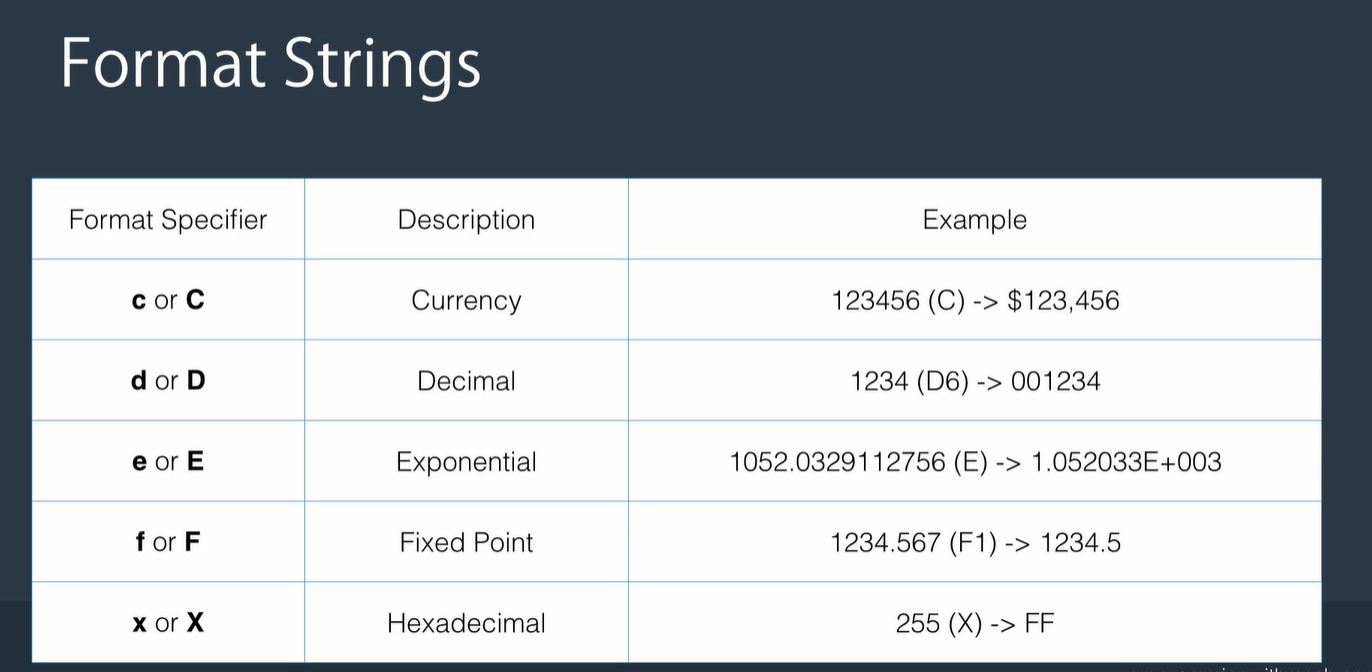 Format Strings
Format Specifier Description Example
c or C Currency 123456 (C) -> $123,456
d or D Decimal 1234 (D6) -> 001234
e or E Exponential 1052.0329112756 (E) -> 1.052033E+003
f or F Fixed Point 1234.567 (F1) -> 1234.5
x or X Hexadecimal 255 (X) -> FF